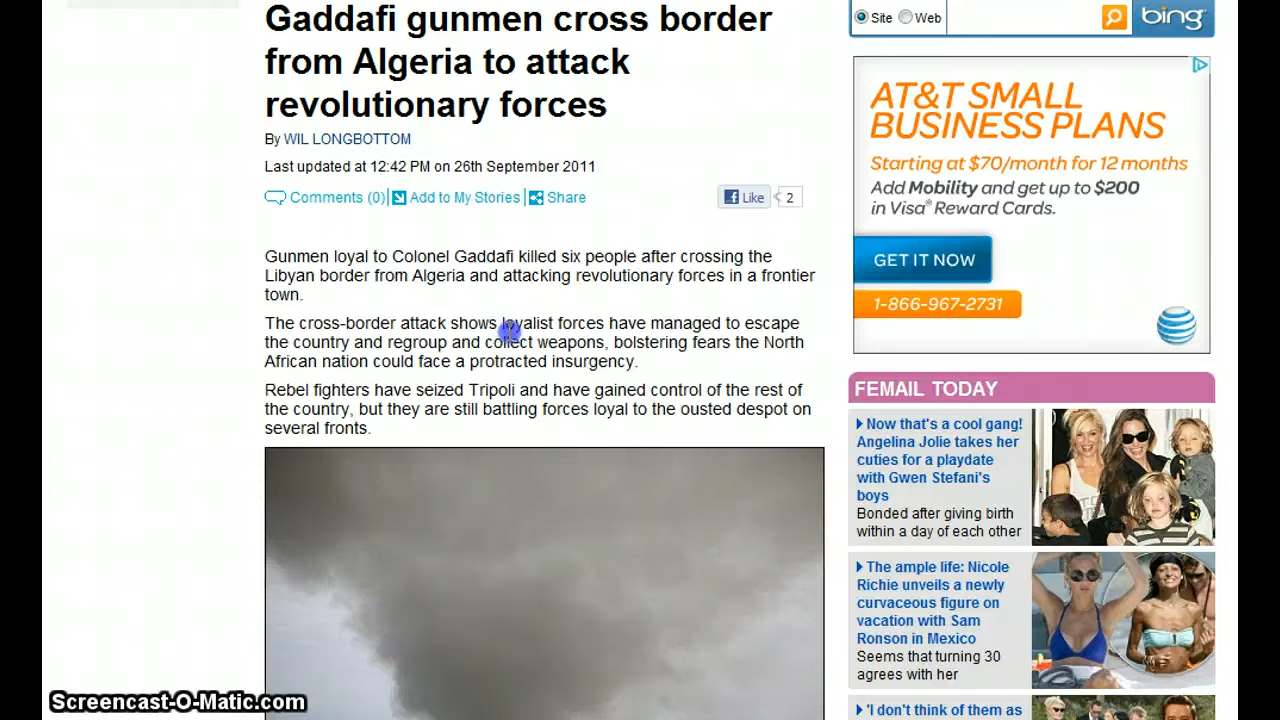 Gaddafi gunmen cross border
from Algeria to attack
revolutionary forces
By WIL LONGBOTTOM
Last updated at 12:42 PM on 26th September 2011
Comments (0) Add to My Stories Share
Like 2
Gunmen loyal to Colonel Gaddafi killed six people after crossing the
Libyan border from Algeria and attacking revolutionary forces in a frontier
town.
The cross-border attack shows loyalist forces have managed to escape
the country and regroup and collect weapons, bolstering fears the North
African nation could face a protracted insurgency.
Rebel fighters have seized Tripoli and have gained control of the rest of
the country, but they are still battling forces loyal to the ousted despot on
several fronts.
Site Web
bing
AT&T SMALL
BUSINESS PLANS
Starting at $70/month for 12 months
Add Mobility and get up to $200
in Visa® Reward Cards.
GET IT NOW
1-866-967-2731
FEMAIL TODAY
Now that's a cool gang!
Angelina Jolie takes her
cuties for a playdate
with Gwen Stefani's
boys
Bonded after giving birth
within a day of each other
The ample life: Nicole
Richie unveils a newly
curvaceous figure on
vacation with Sam
Ronson in Mexico
Seems that turning 30
agrees with her
'I don't think of them as
Screencast-O-Matic.com